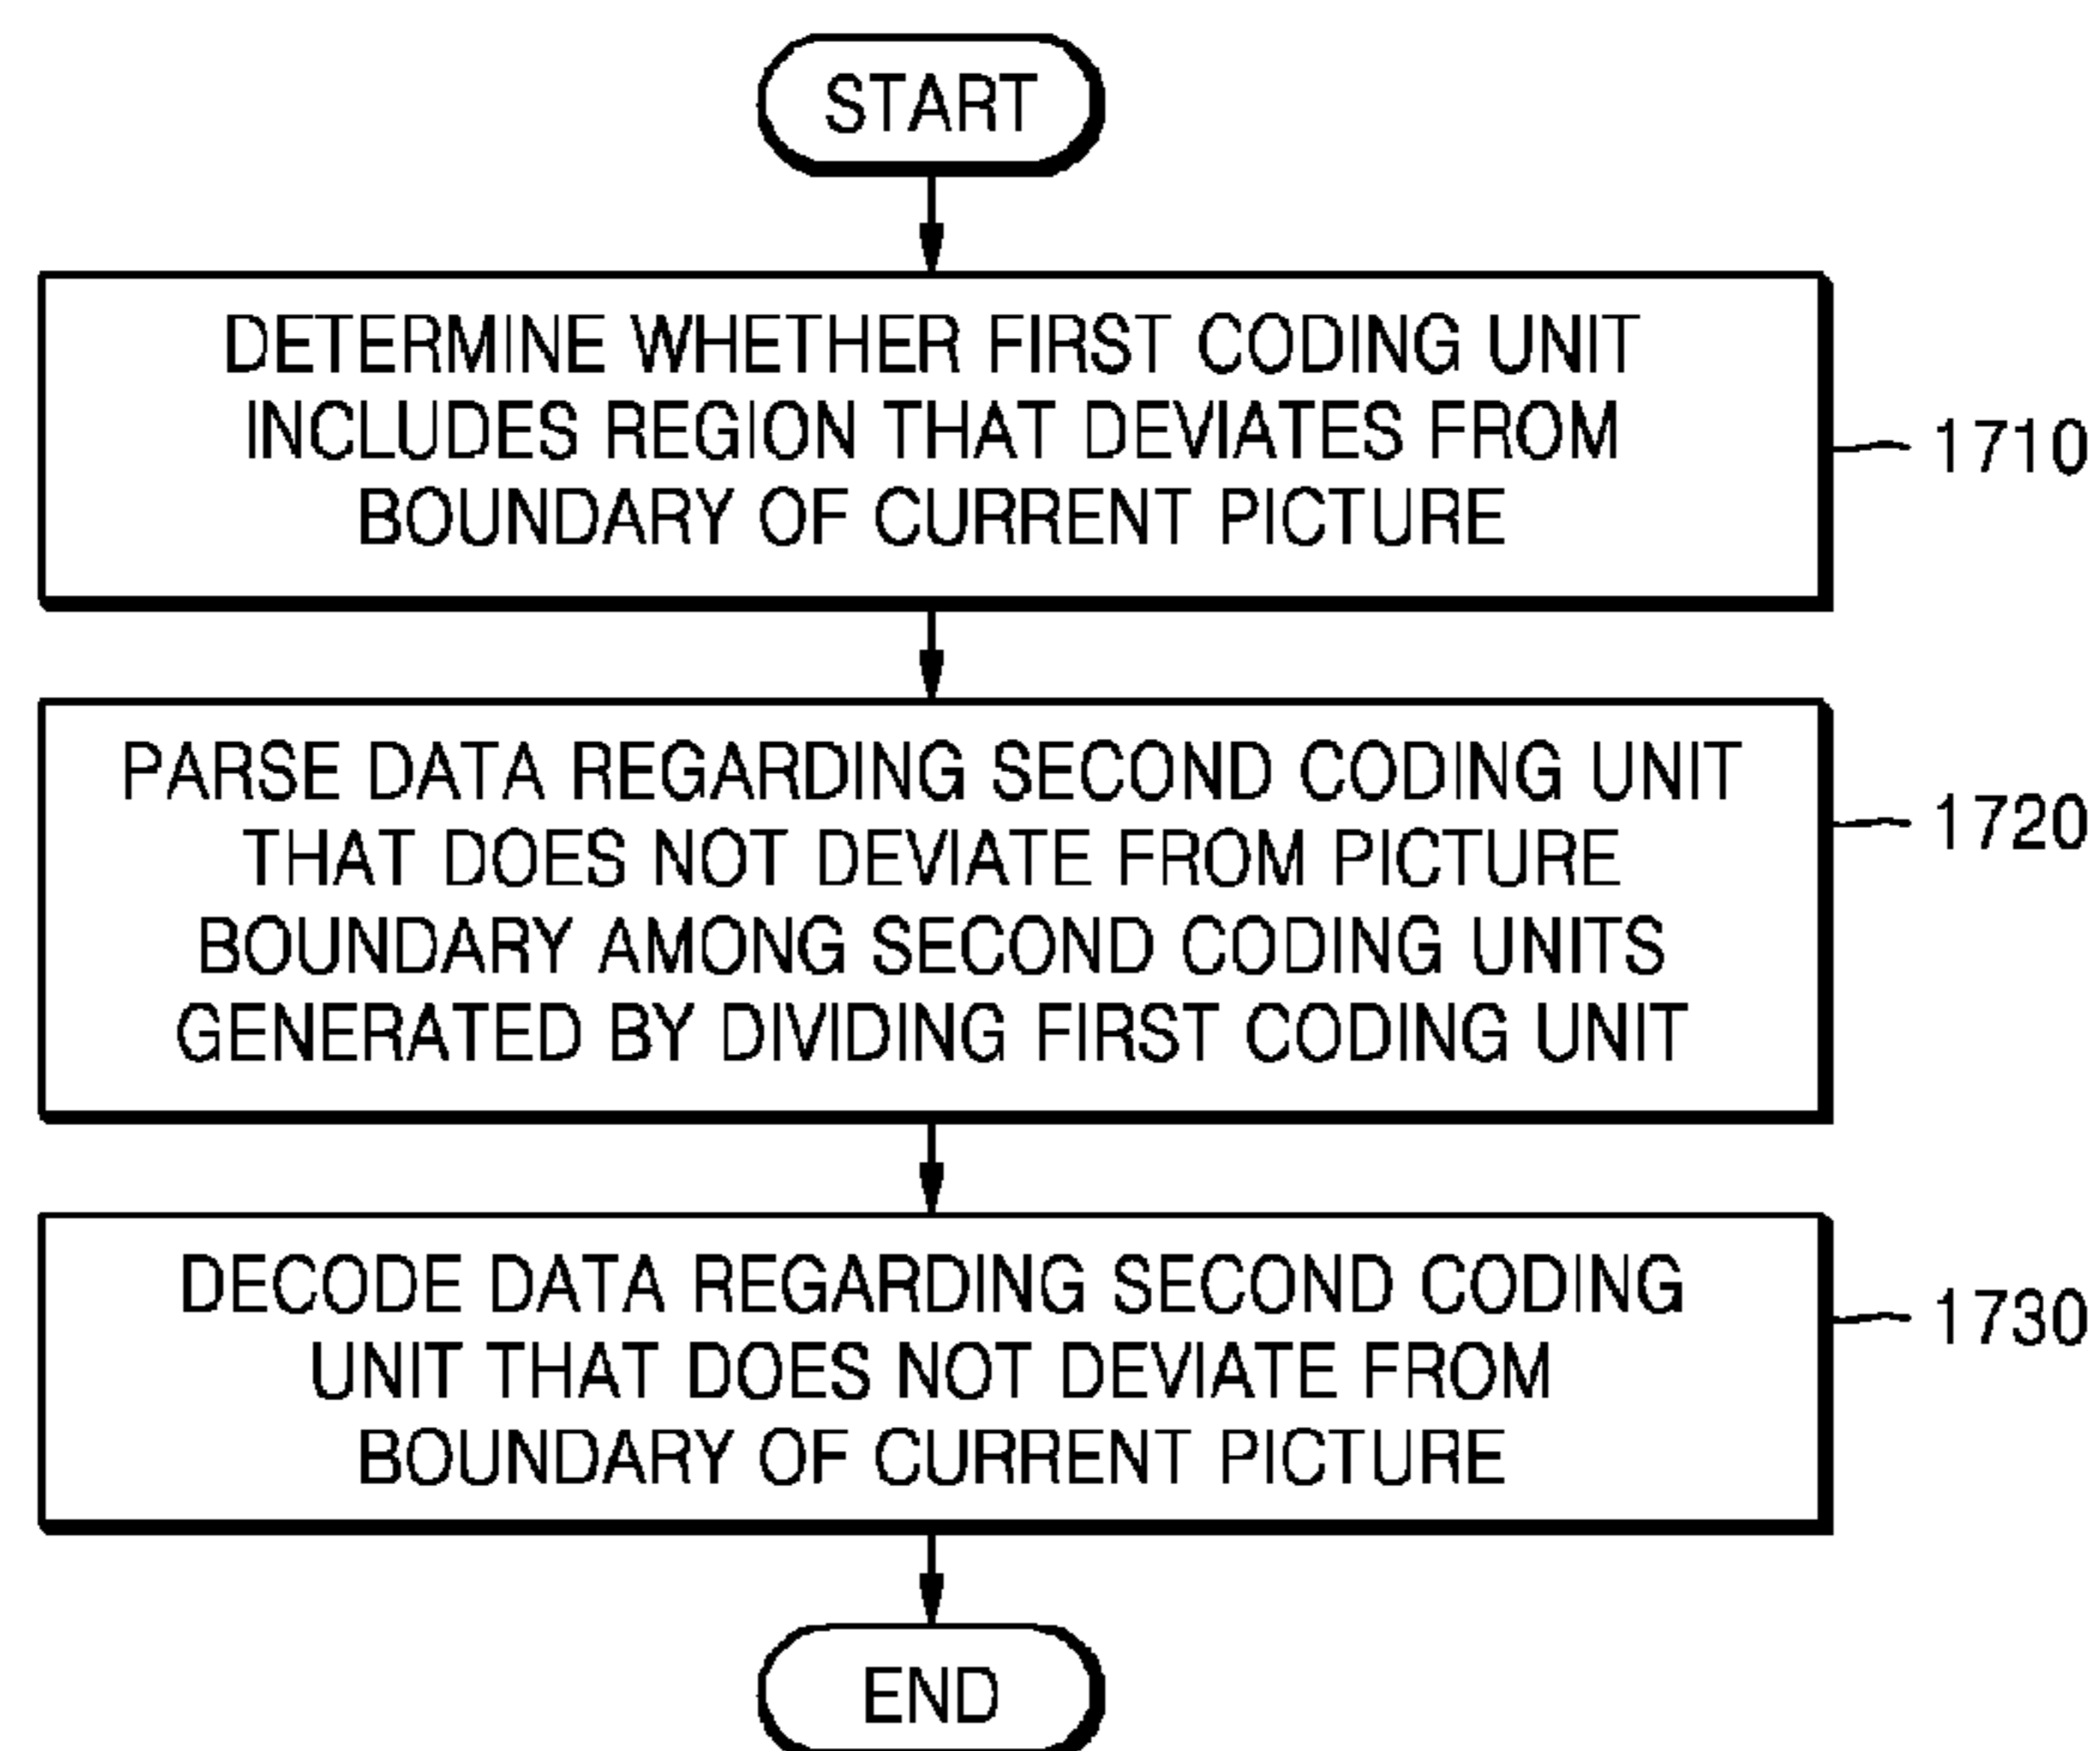 START
DETERMINE WHETHER FIRST CODING UNIT
INCLUDES REGION THAT DEVIATES FROM
BOUNDARY OF CURRENT PICTURE
1710
PARSE DATA REGARDING SECOND CODING UNIT
THAT DOES NOT DEVIATE FROM PICTURE
BOUNDARY AMONG SECOND CODING UNITS
GENERATED BY DIVIDING FIRST CODING UNIT
1720
DECODE DATA REGARDING SECOND CODING
UNIT THAT DOES NOT DEVIATE FROM
BOUNDARY OF CURRENT PICTURE
1730
END